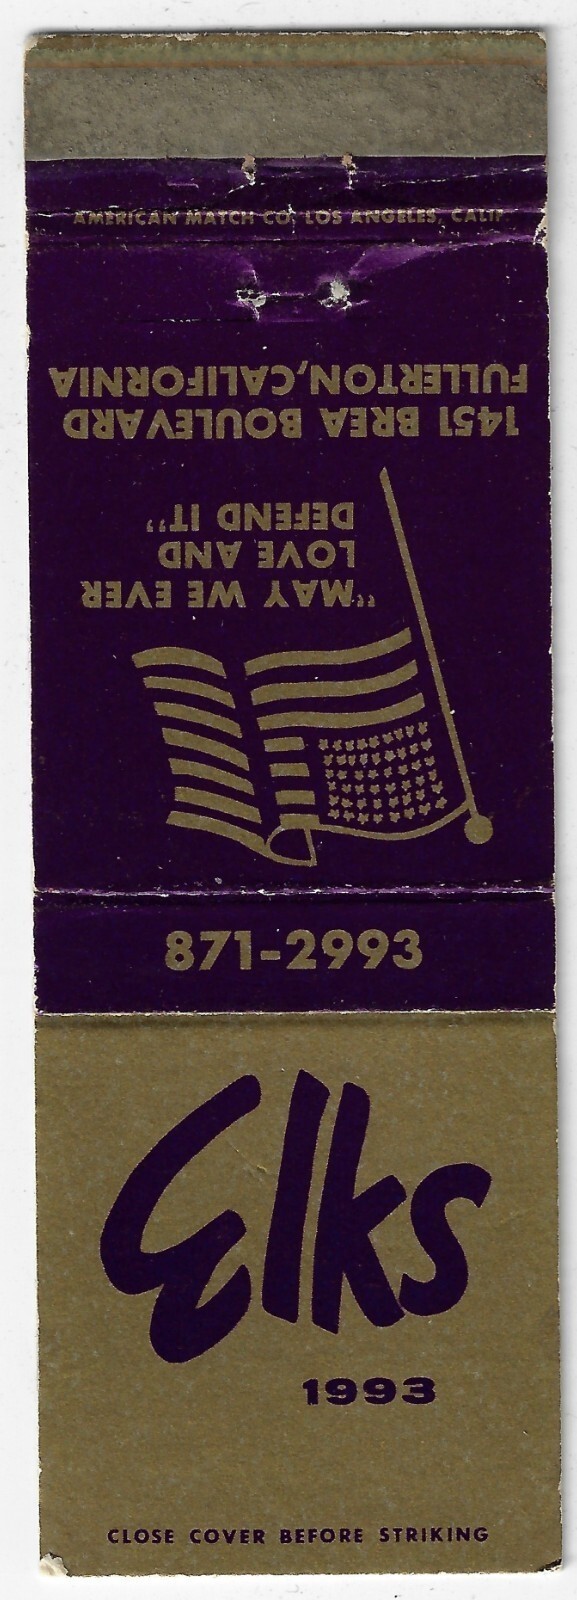 AMERICAN MATCH CO. LOS ANGELES, CALIF.
"MAY WE EVER
LOVE AND
DEFEND IT"
1451 BREA BOULEVARD
FULLERTON, CALIFORNIA
871-2993
Elks
1993
CLOSE COVER BEFORE STRIKING